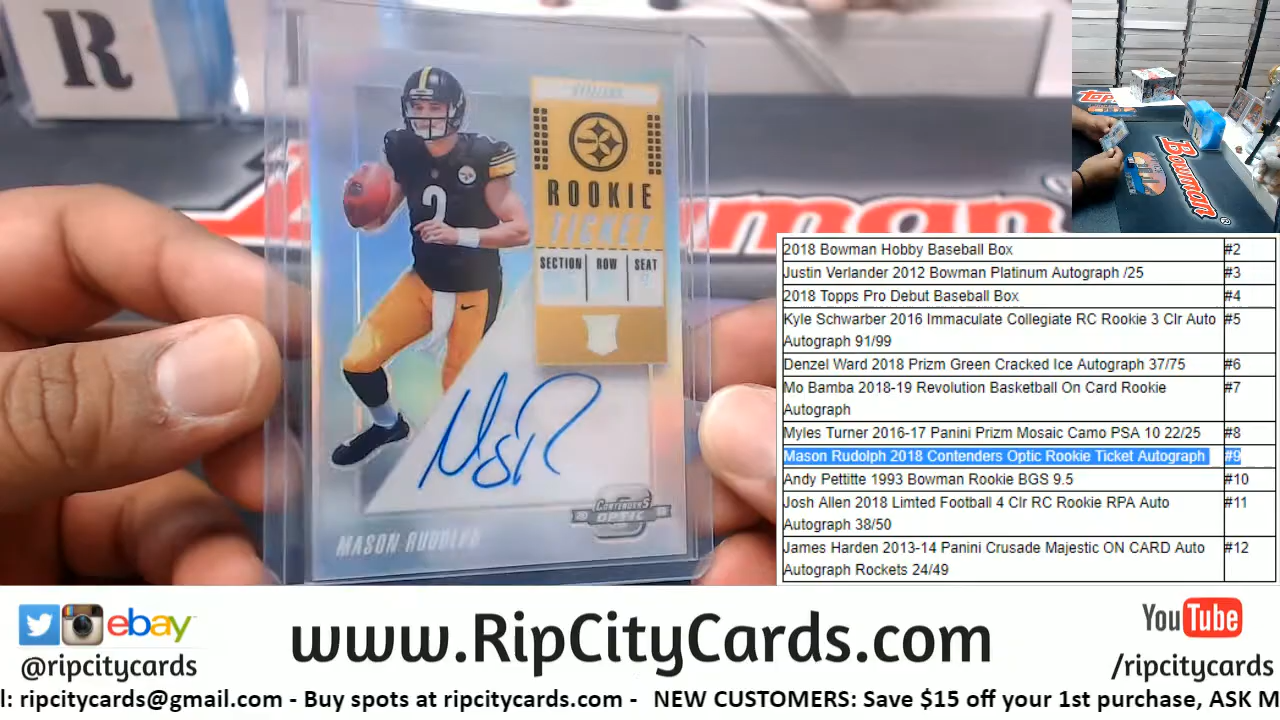 R
ROOKIE
TICKET
SECTION ROW SEAT
2
CONTENDERS
OPTIC
MASON RUDOLPH
Bowman
2018 Bowman Hobby Baseball Box #2
Justin Verlander 2012 Bowman Platinum Autograph /25 #3
2018 Topps Pro Debut Baseball Box #4
Kyle Schwarber 2016 Immaculate Collegiate RC Rookie 3 Clr Auto
Autograph 91/99 #5
Denzel Ward 2018 Prizm Green Cracked Ice Autograph 37/75 #6
Mo Bamba 2018-19 Revolution Basketball On Card Rookie
Autograph #7
Myles Turner 2016-17 Panini Prizm Mosaic Camo PSA 10 22/25 #8
Mason Rudolph 2018 Contenders Optic Rookie Ticket Autograph #9
Andy Pettitte 1993 Bowman Rookie BGS 9.5 #10
Josh Allen 2018 Limted Football 4 Clr RC Rookie RPA Auto
Autograph 38/50 #11
James Harden 2013-14 Panini Crusade Majestic ON CARD Auto
Autograph Rockets 24/49 #12
ebay
@ripcitycards
www.RipCityCards.com
YouTube
/ripcitycards
l: ripcitycards@gmail.com - Buy spots at ripcitycards.com - NEW CUSTOMERS: Save $15 off your 1st purchase, ASK M